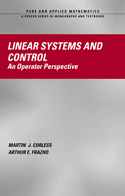 PURE AND APPLIED MATHEMATICS
A SERIES OF MONOGRAPHS AND TEXTBOOKS
LINEAR SYSTEMS AND
CONTROL
An Operator Perspective
MARTIN J. CORLESS
ARTHUR E. FRAZHO